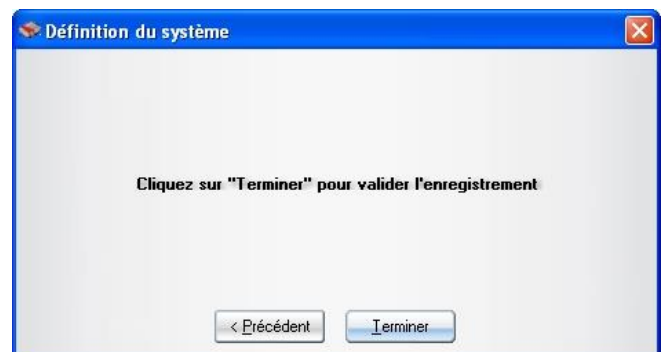 Définition du système
Cliquez sur "Terminer" pour valider l'enregistrement
< Précédent Terminer